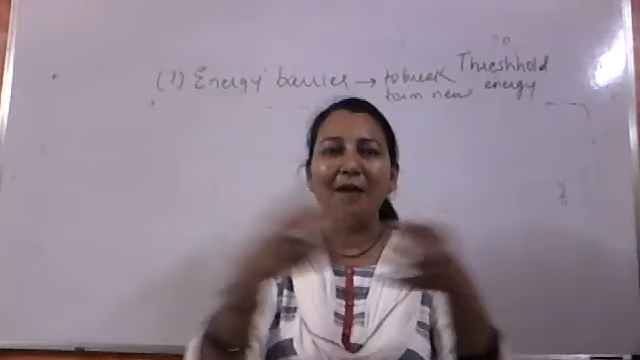 (1) Energy barrier → to break Threshhold
form new energy